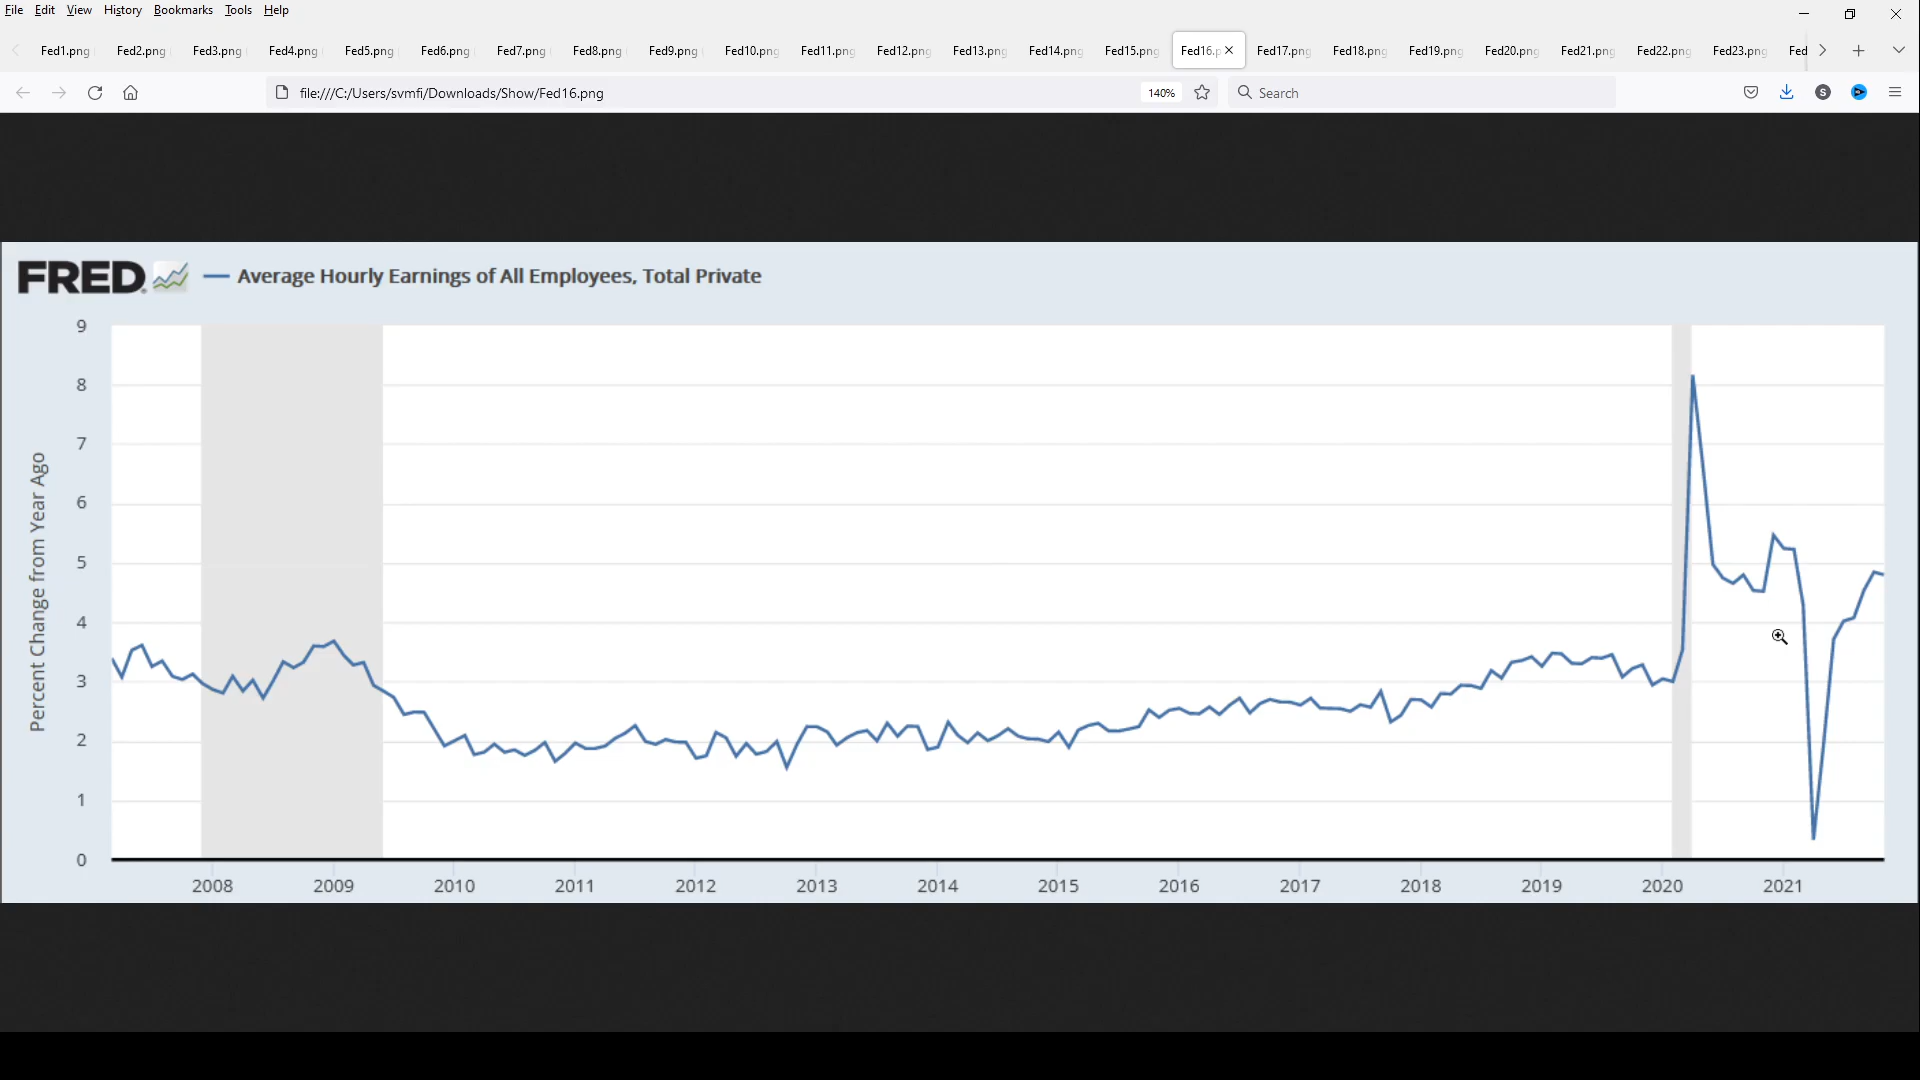 File Edit View History Bookmarks Tools Help
Fed1.png Fed2.png Fed3.png Fed4.png Fed5.png Fed6.png Fed7.png Fed8.png Fed9.png Fed10.png Fed11.png Fed12.png Fed13.png Fed14.png Fed15.png Fed16.p Fed17.png Fed18.png Fed19.png Fed20.png Fed21.png Fed22.png Fed23.png Fed
file:///C:/Users/svmfi/Downloads/Show/Fed16.png 140% Search S
FRED Average Hourly Earnings of All Employees, Total Private
Percent Change from Year Ago
9
8
7
6
5
4
3
2
1
0
2008 2009 2010 2011 2012 2013 2014 2015 2016 2017 2018 2019 2020 2021